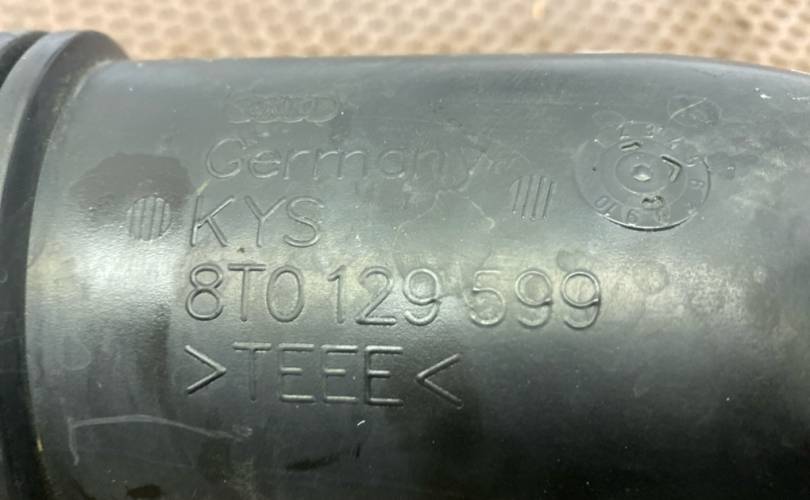 Germany
KYS
8T0 129 599
>TEEE<